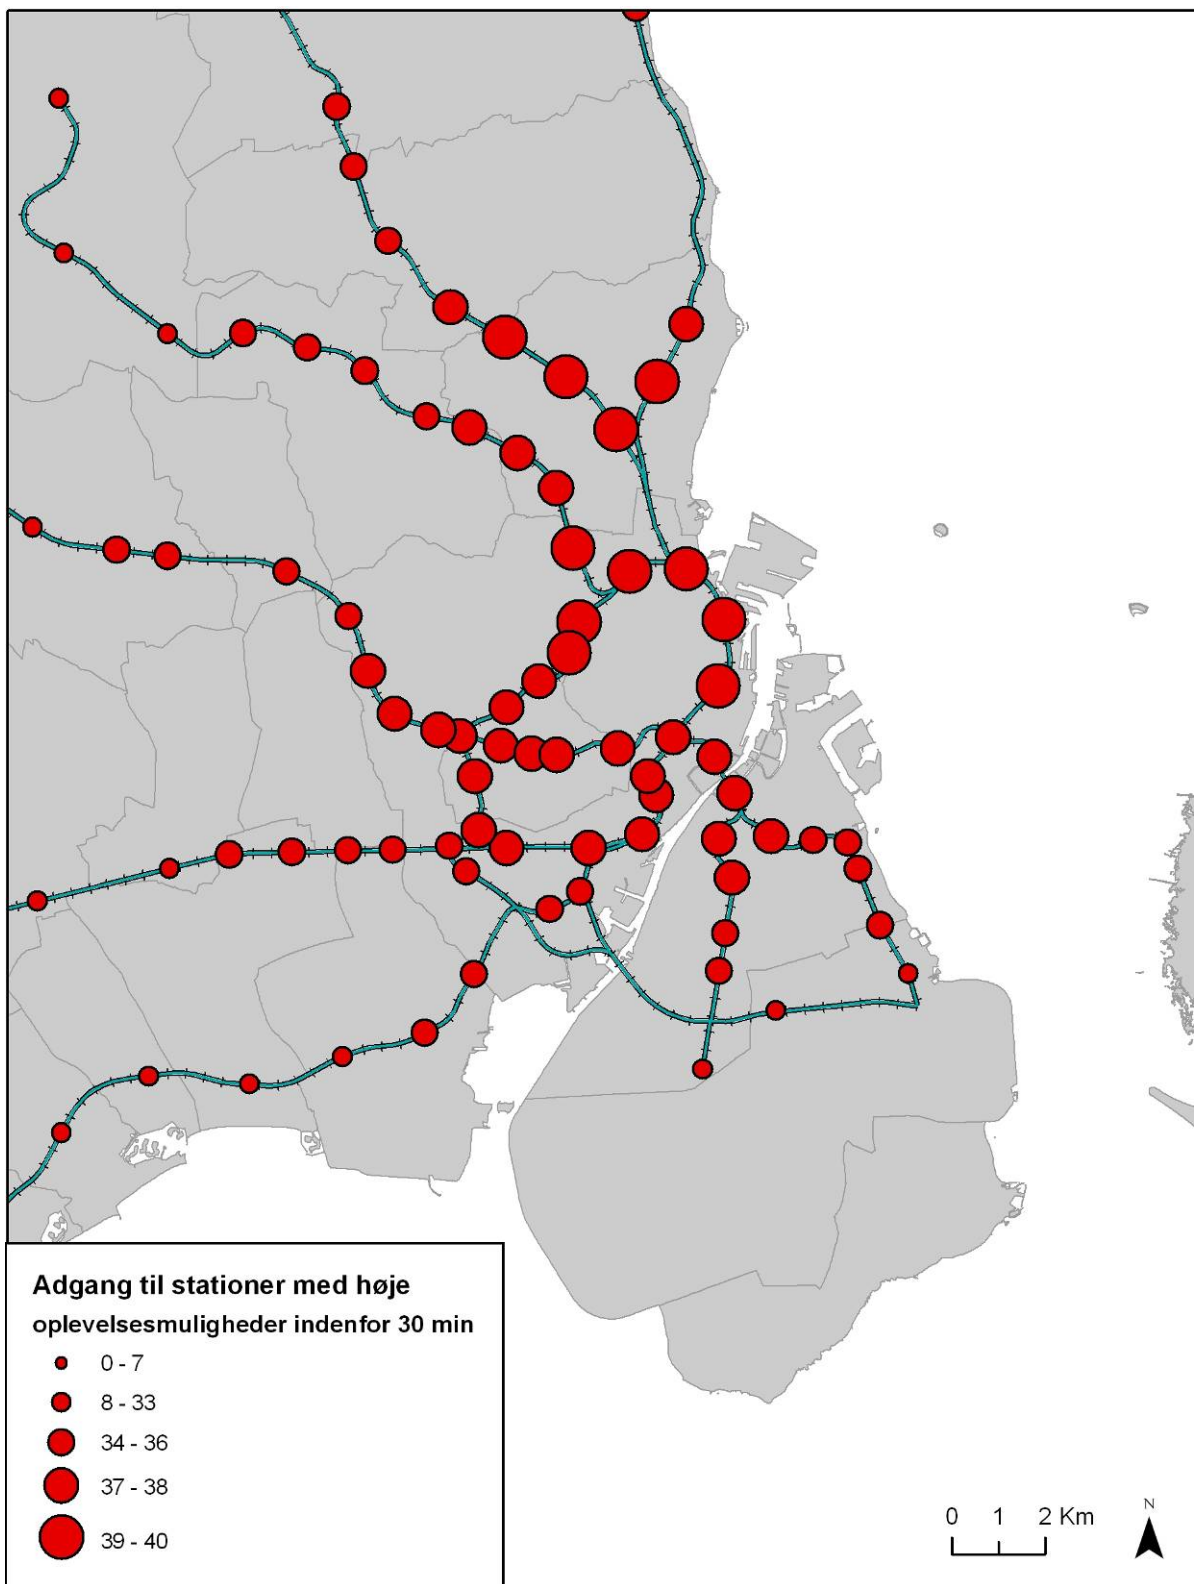 Adgang til stationer med høje
oplevelsesmuligheder indenfor 30 min
0 - 7
8 - 33
34 - 36
37 - 38
39 - 40
0 1 2 Km
N